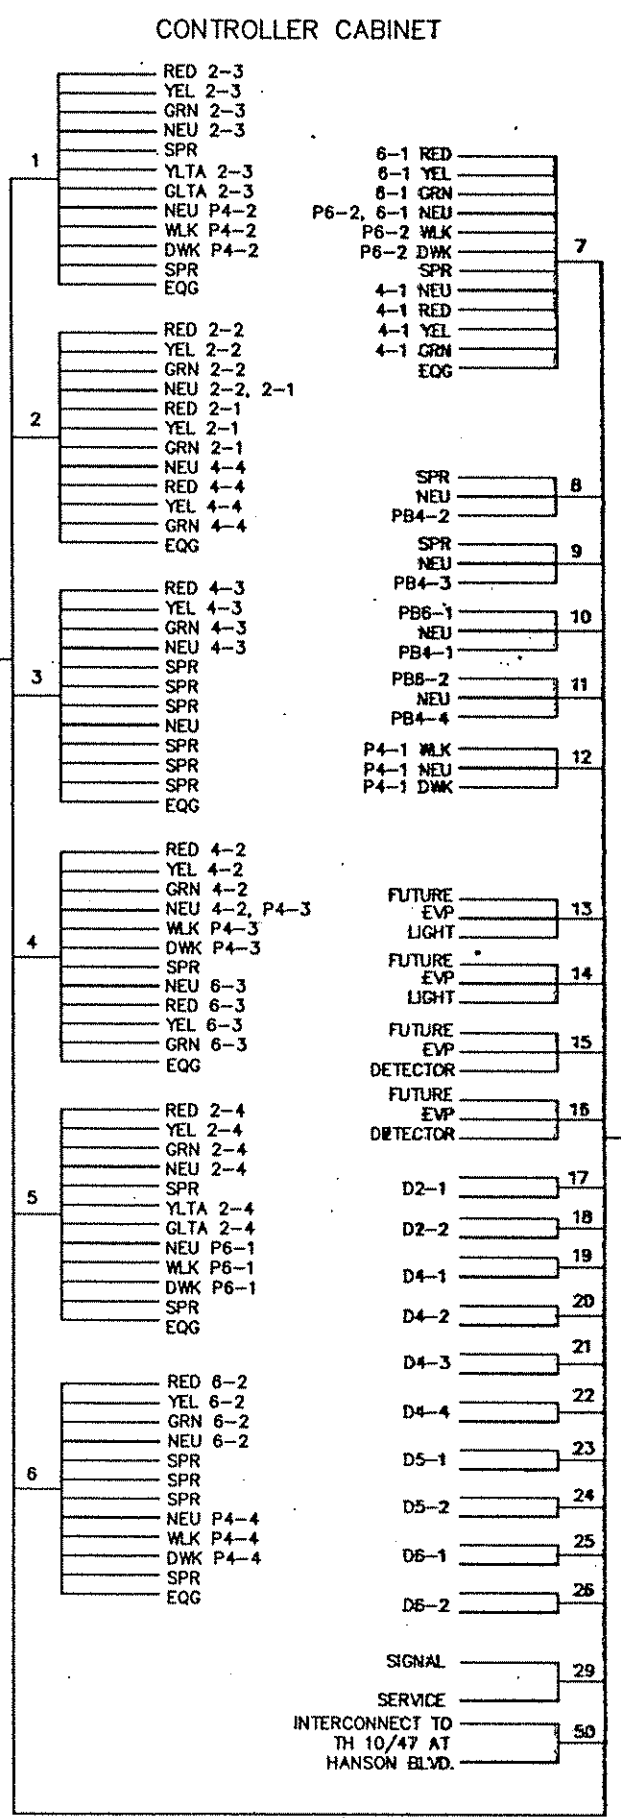 CONTROLLER CABINET
1
RED 2-3
YEL 2-3
GRN 2-3
NEU 2-3
SPR
YLTA 2-3
GLTA 2-3
NEU P4-2
WLK P4-2
DWK P4-2
SPR
EQG
2
RED 2-2
YEL 2-2
GRN 2-2
NEU 2-2, 2-1
RED 2-1
YEL 2-1
GRN 2-1
NEU 4-4
RED 4-4
YEL 4-4
GRN 4-4
EQG
3
RED 4-3
YEL 4-3
GRN 4-3
NEU 4-3
SPR
SPR
SPR
NEU
SPR
SPR
SPR
EQG
4
RED 4-2
YEL 4-2
GRN 4-2
NEU 4-2, P4-3
WLK P4-3
DWK P4-3
SPR
NEU 6-3
RED 6-3
YEL 6-3
GRN 6-3
EQG
5
RED 2-4
YEL 2-4
GRN 2-4
NEU 2-4
SPR
YLTA 2-4
GLTA 2-4
NEU P6-1
WLK P6-1
DWK P6-1
SPR
EQG
6
RED 6-2
YEL 6-2
GRN 6-2
NEU 6-2
SPR
SPR
SPR
NEU P4-4
WLK P4-4
DWK P4-4
SPR
EQG
6-1 RED
6-1 YEL
6-1 GRN
P6-2, 6-1 NEU
P6-2 WLK
P6-2 DWK
SPR
4-1 NEU
4-1 RED
4-1 YEL
4-1 GRN
EQG
7
SPR
NEU
PB4-2
8
SPR
NEU
PB4-3
9
PB6-1
NEU
PB4-1
10
PB6-2
NEU
PB4-4
11
P4-1 WLK
P4-1 NEU
P4-1 DWK
12
FUTURE
EVP
LIGHT
13
FUTURE
EVP
LIGHT
14
FUTURE
EVP
DETECTOR
15
FUTURE
EVP
DETECTOR
16
D2-1 17
D2-2 18
D4-1 19
D4-2 20
D4-3 21
D4-4 22
D5-1 23
D5-2 24
D6-1 25
D6-2 26
SIGNAL
SERVICE
29
INTERCONNECT TO
TH 10/47 AT
HANSON BLVD.
50